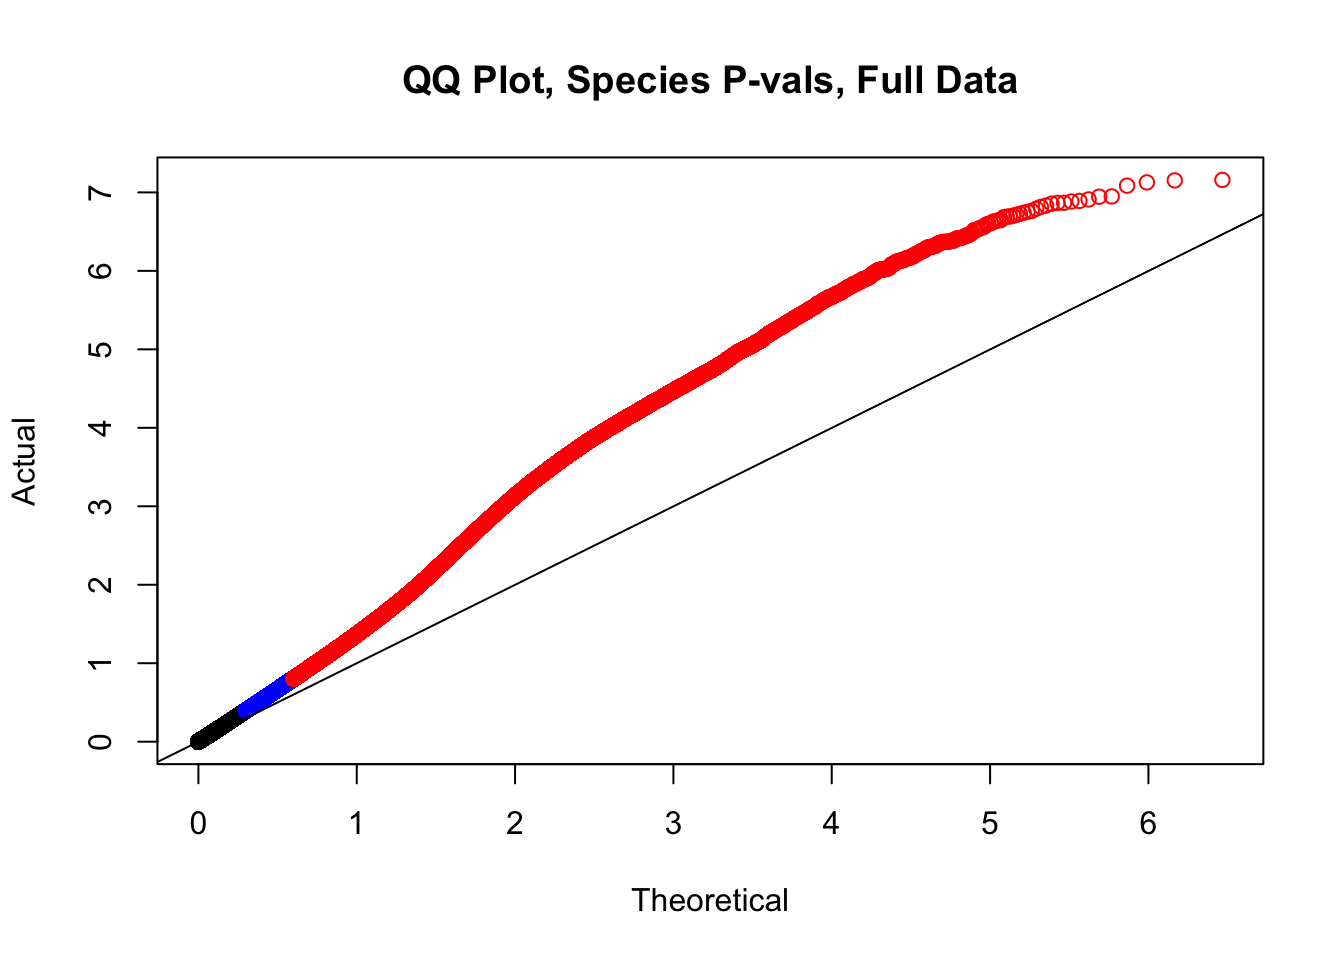 QQ Plot, Species P-vals, Full Data
7
6
5
4
3
2
1
0
Actual
0 1 2 3 4 5 6
Theoretical